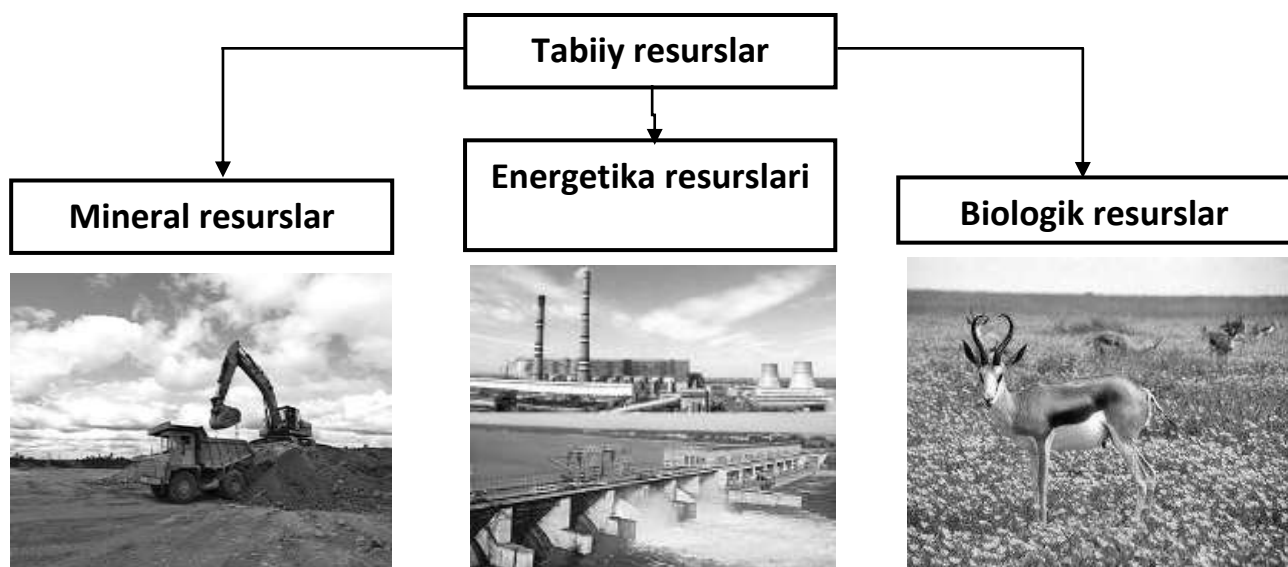 Tabiiy resurslar
Energetika resurslari
Mineral resurslar
Biologik resurslar